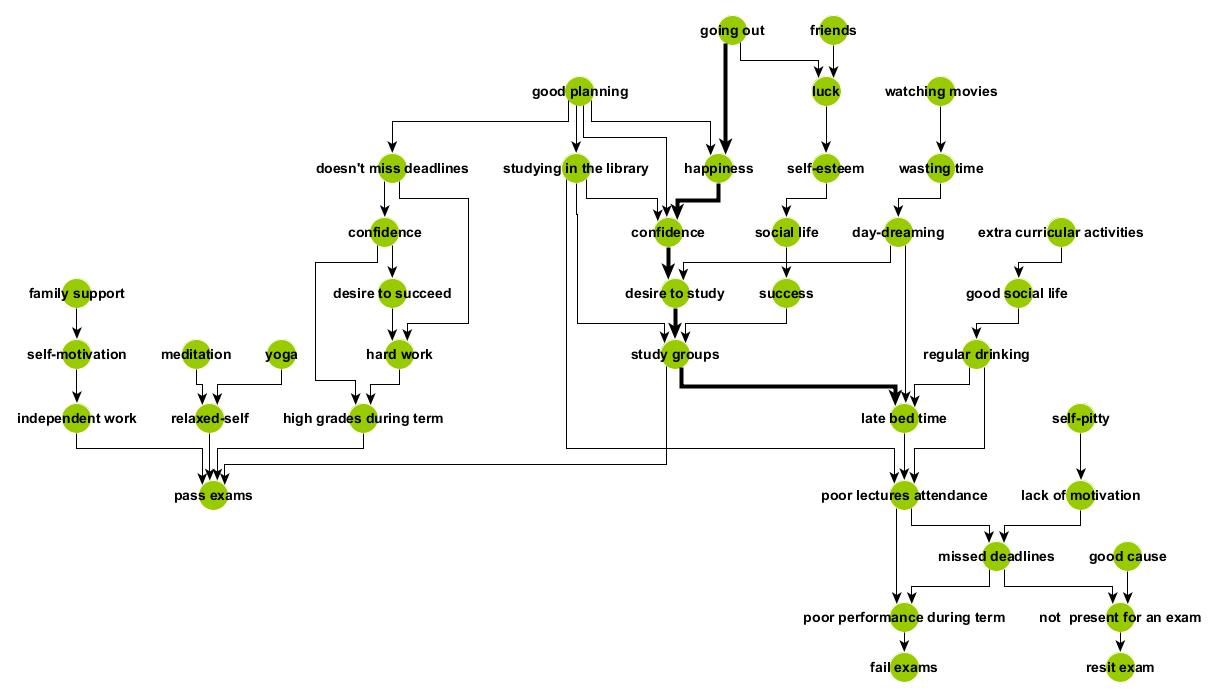 going out
friends
good planning
luck
watching movies
doesn't miss deadlines
studying in the library
happiness
self-esteem
wasting time
confidence
confidence
social life
day-dreaming
extra curricular activities
family support
desire to succeed
desire to study
success
good social life
self-motivation
meditation
yoga
hard work
study groups
regular drinking
independent work
relaxed-self
high grades during term
late bed time
self-pitty
pass exams
poor lectures attendance
lack of motivation
missed deadlines
good cause
poor performance during term
not present for an exam
fail exams
resit exam